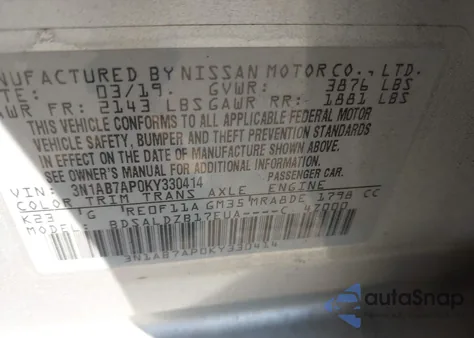 NUFACTURED BY NISSAN MOTOR CO., LTD.
TE: 03/19. GVWR: 3876 LBS
WR FR: 2143 LBS GAWR RR: 1881 LBS
THIS VEHICLE CONFORMS TO ALL APPLICABLE FEDERAL MOTOR
VEHICLE SAFETY, BUMPER AND THEFT PREVENTION STANDARDS
IN EFFECT ON THE DATE OF MANUFACTURE SHOWN ABOVE.
SEE OWNER'S MANUAL FOR ADDITIONAL INFORMATION.
VIN: 3N1AB7AP0KY330414 PASSENGER CAR.
COLOR TRIM TRANS AXLE ENGINE
K23 G RE0F11A GM35 MRA8DE 1798 CC
MODEL: BDSALDZB17EUA----C 47000
3N1AB7AP0KY330414
autoSnap